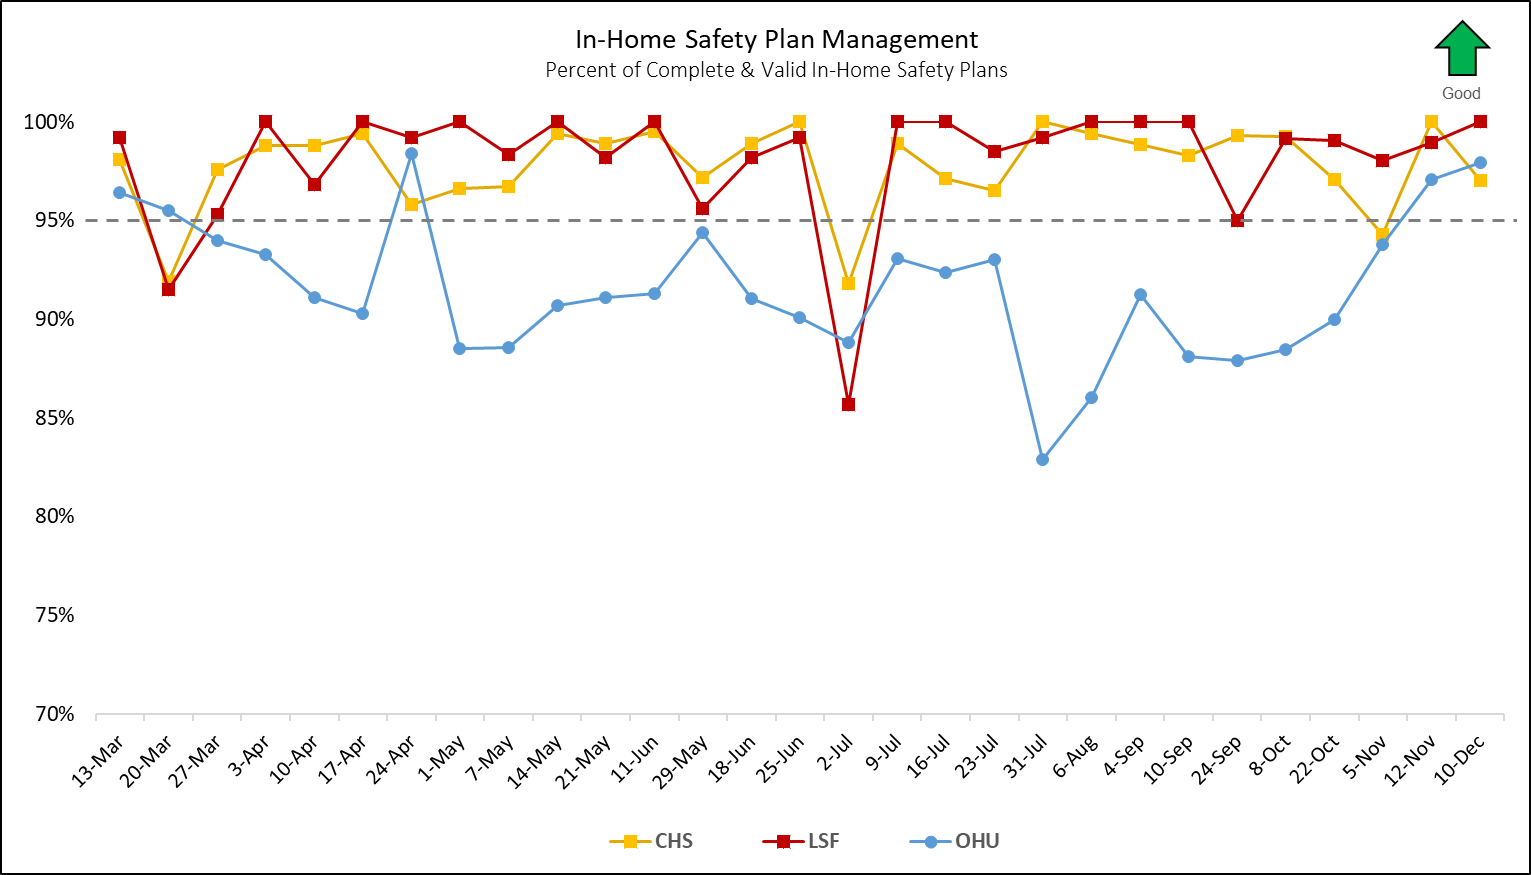 In-Home Safety Plan Management
Percent of Complete & Valid In-Home Safety Plans
Good
100%
95%
90%
85%
80%
75%
70%
13-Mar
20-Mar
27-Mar
3-Apr
10-Apr
17-Apr
24-Apr
1-May
7-May
14-May
21-May
11-Jun
29-May
18-Jun
25-Jun
2-Jul
9-Jul
16-Jul
23-Jul
31-Jul
6-Aug
4-Sep
10-Sep
24-Sep
8-Oct
22-Oct
5-Nov
12-Nov
10-Dec
CHS
LSF
OHU